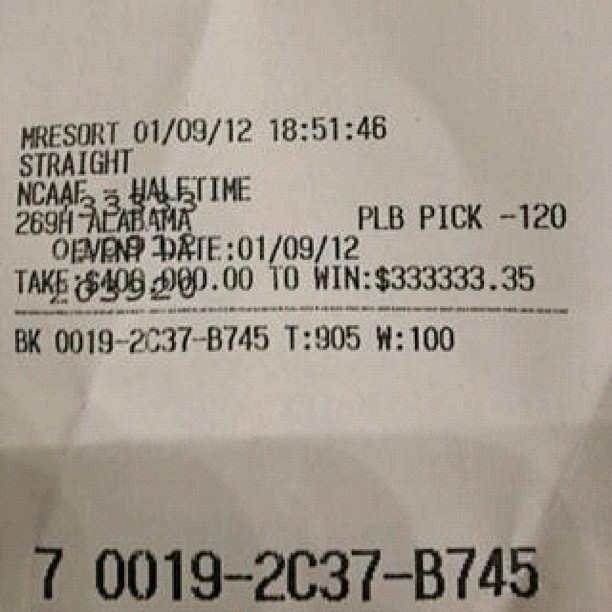 MRESORT 01/09/12 18:51:46
STRAIGHT
NCAAF - HALFTIME
269H ALABAMA PLB PICK -120
EVENT DATE:01/09/12
TAKE:$400,000.00 TO WIN:$333333.35
BK 0019-2C37-B745 T:905 W:100
7 0019-2C37-B745